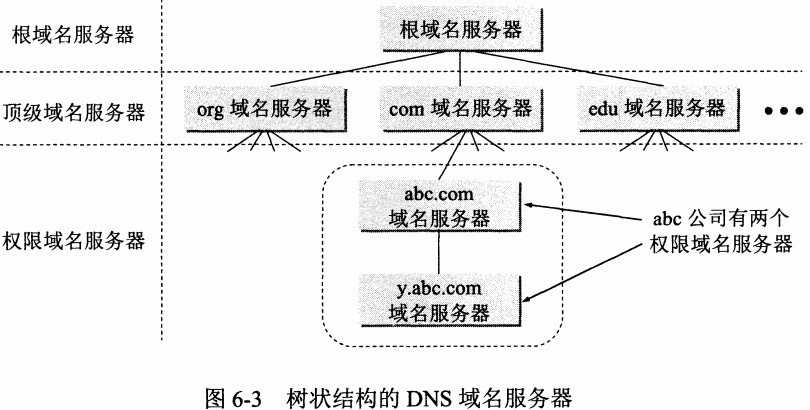 根域名服务器
根域名服务器
顶级域名服务器
org 域名服务器
com 域名服务器
edu 域名服务器
•••
权限域名服务器
abc.com
域名服务器
y.abc.com
域名服务器
abc 公司有两个
权限域名服务器
图 6-3 树状结构的 DNS 域名服务器